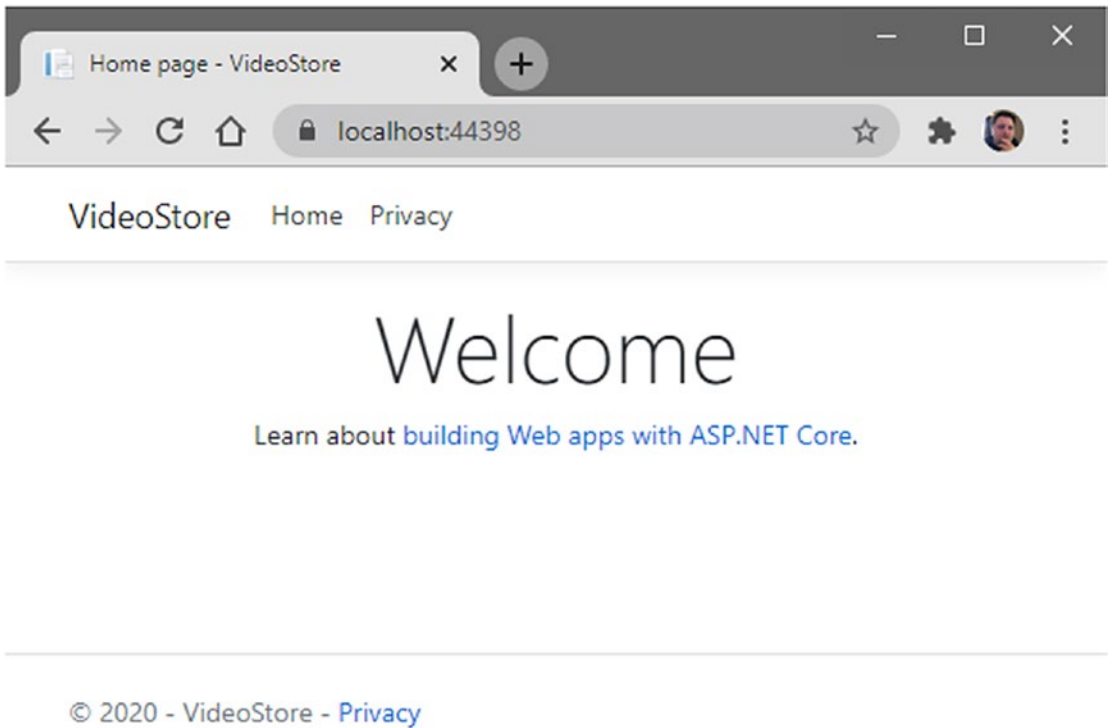 Home page - VideoStore
localhost:44398
VideoStore Home Privacy
Welcome
Learn about building Web apps with ASP.NET Core.
© 2020 - VideoStore - Privacy